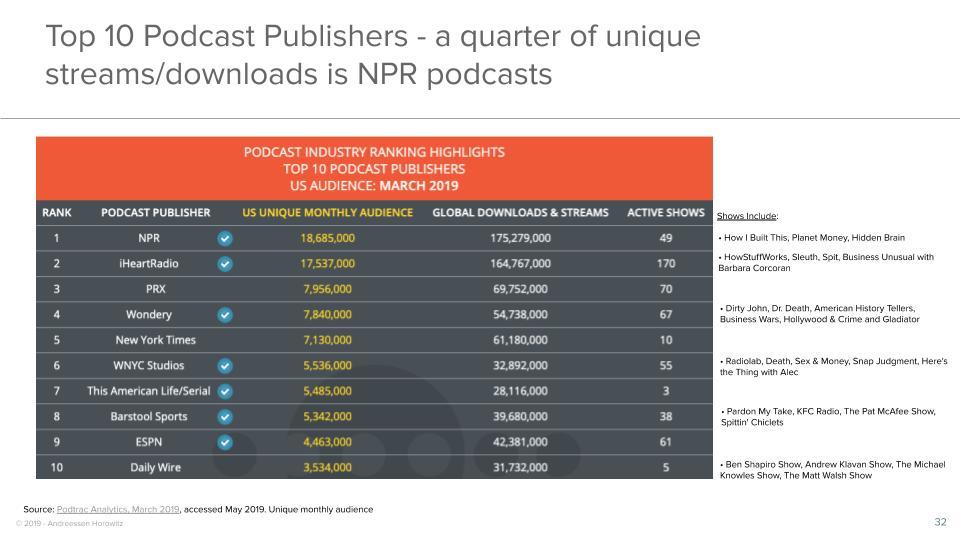 Top 10 Podcast Publishers - a quarter of unique
streams/downloads is NPR podcasts
PODCAST INDUSTRY RANKING HIGHLIGHTS
TOP 10 PODCAST PUBLISHERS
US AUDIENCE: MARCH 2019
RANK PODCAST PUBLISHER US UNIQUE MONTHLY AUDIENCE GLOBAL DOWNLOADS & STREAMS ACTIVE SHOWS
Shows Include:
1 NPR 18,685,000 175,279,000 49
• How I Built This, Planet Money, Hidden Brain
2 iHeartRadio 17,537,000 164,767,000 170
• HowStuffWorks, Sleuth, Spit, Business Unusual with
Barbara Corcoran
3 PRX 7,956,000 69,752,000 70
4 Wondery 7,840,000 54,738,000 67
• Dirty John, Dr. Death, American History Tellers,
Business Wars, Hollywood & Crime and Gladiator
5 New York Times 7,130,000 61,180,000 10
6 WNYC Studios 5,536,000 32,892,000 55
• Radiolab, Death, Sex & Money, Snap Judgment, Here's
the Thing with Alec
7 This American Life/Serial 5,485,000 28,116,000 3
8 Barstool Sports 5,342,000 39,680,000 38
• Pardon My Take, KFC Radio, The Pat McAfee Show,
Spittin' Chiclets
9 ESPN 4,463,000 42,381,000 61
10 Daily Wire 3,534,000 31,732,000 5
• Ben Shapiro Show, Andrew Klavan Show, The Michael
Knowles Show, The Matt Walsh Show
Source: Podtrac Analytics, March 2019, accessed May 2019. Unique monthly audience
© 2019 - Andreessen Horowitz
32